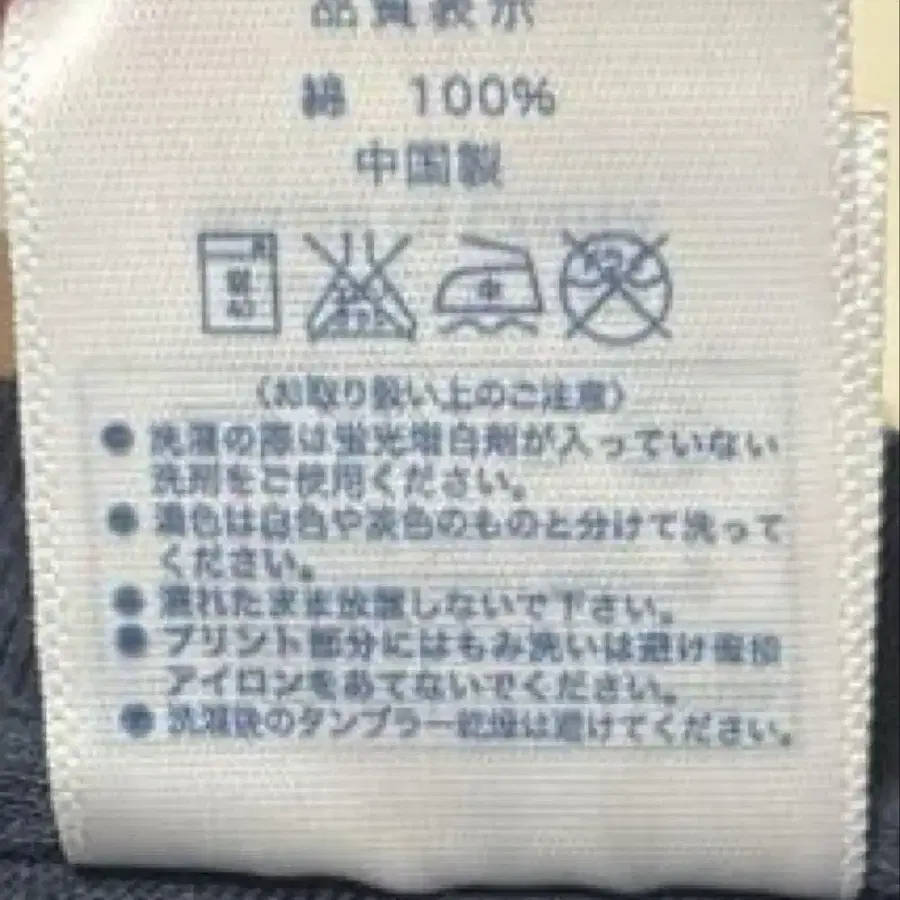 品質表示
綿 100%
中国製
中
〈お取り扱い上のご注意〉
● 洗濯の際は蛍光増白剤が入っていない
洗剤をご使用ください。
● 濃色は白色や淡色のものと分けて洗って
ください。
● 濡れたまま放置しないで下さい。
● プリント部分にはもみ洗いは避け直接
アイロンをあてないでください。
● 洗濯後のタンブラー乾燥は避けてください。